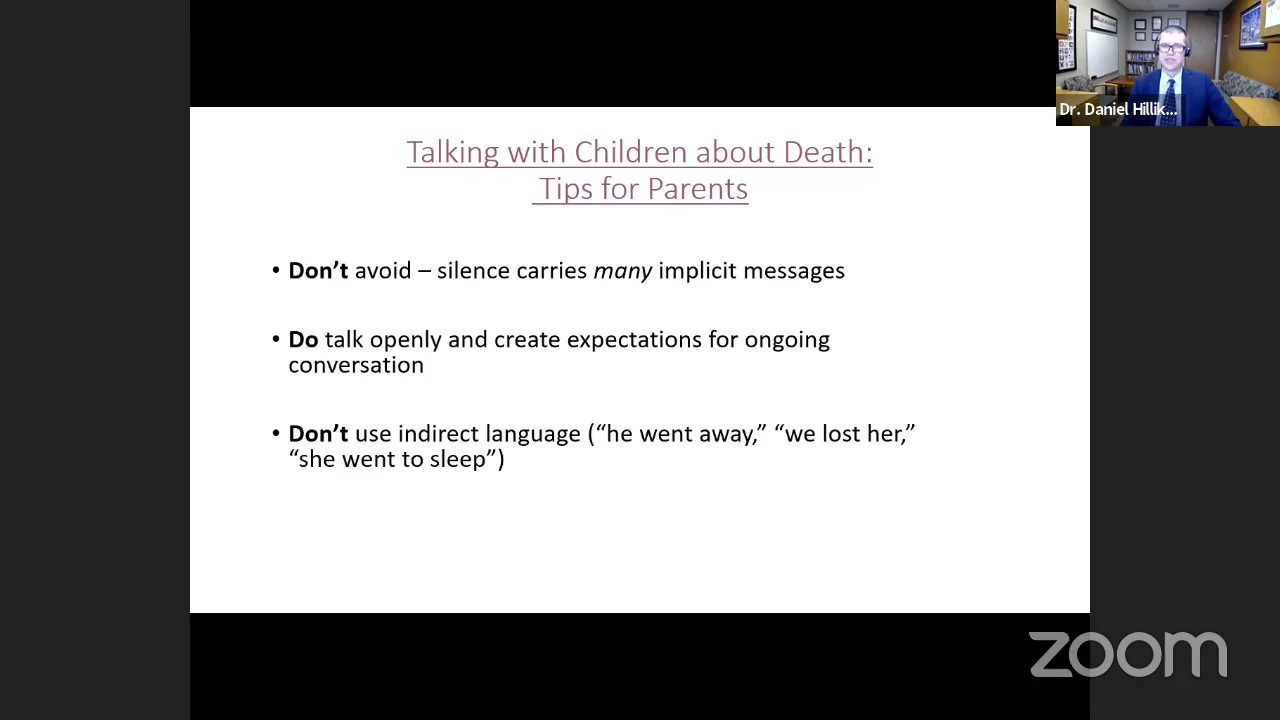 Dr. Daniel Hillik...
Talking with Children about Death:
Tips for Parents
• Don’t avoid – silence carries many implicit messages
• Do talk openly and create expectations for ongoing
conversation
• Don’t use indirect language (“he went away,” “we lost her,”
“she went to sleep”)
zoom